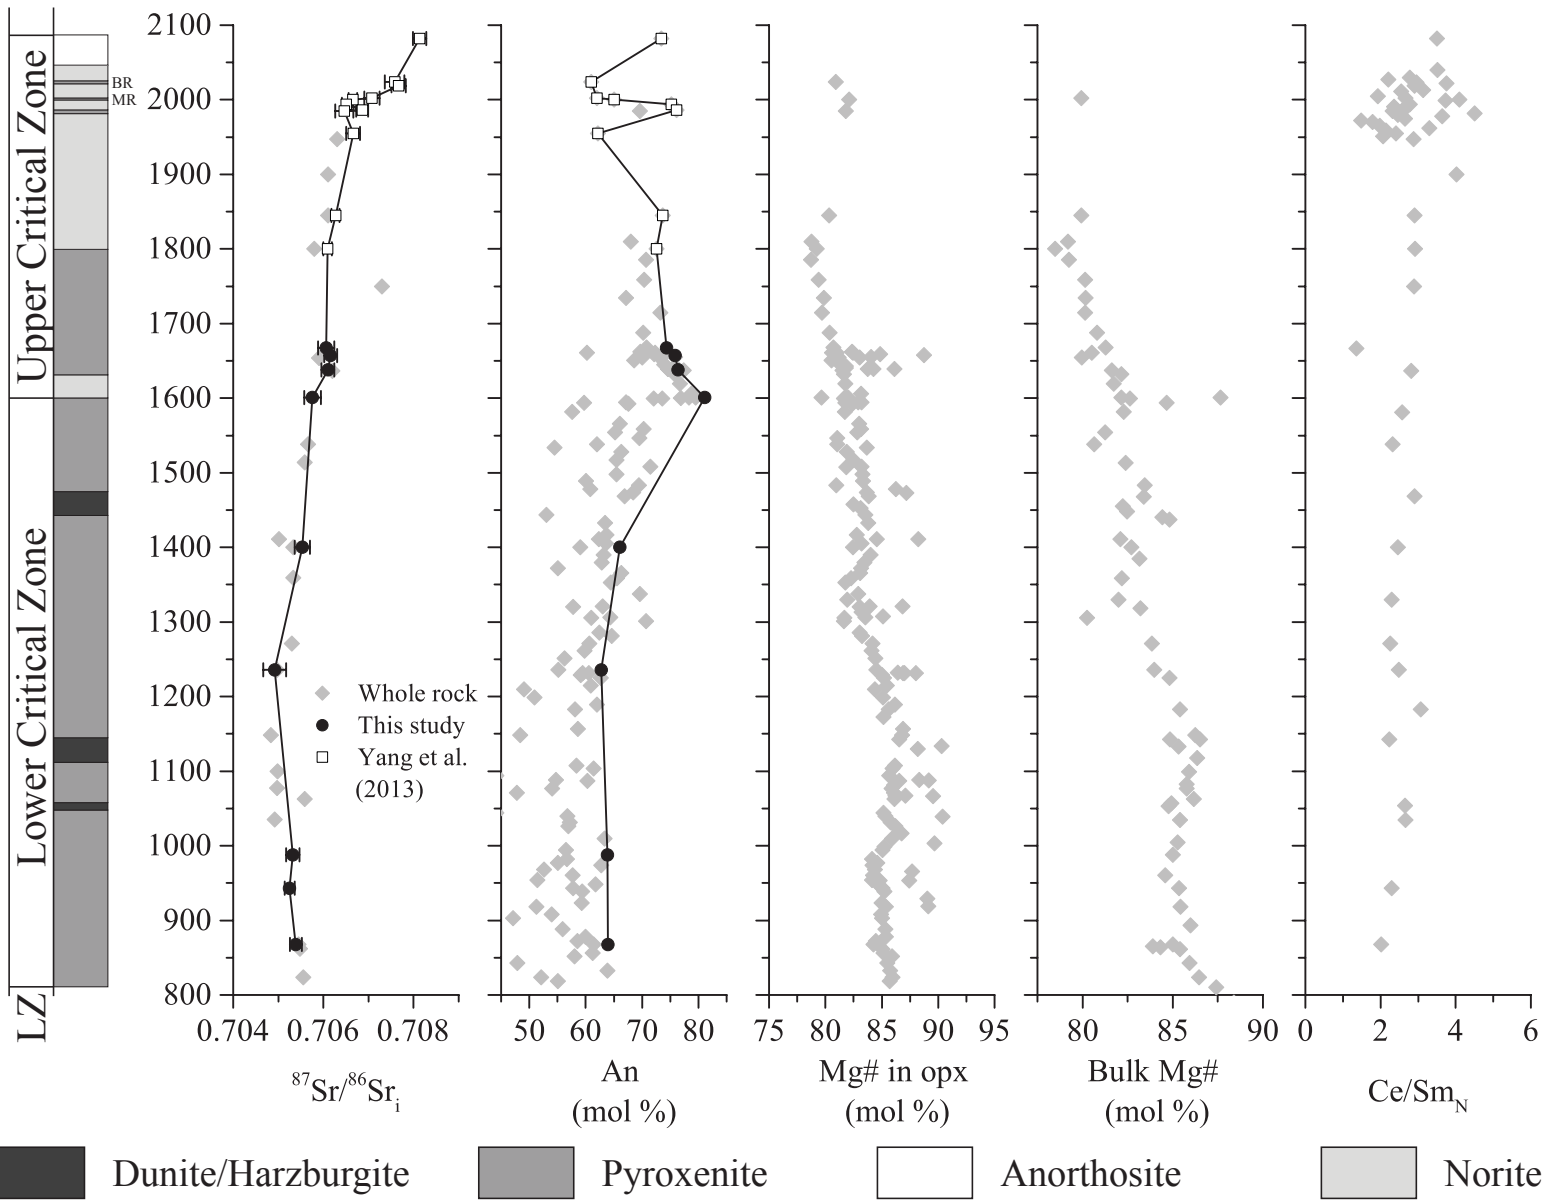 Upper Critical Zone
Lower Critical Zone
LZ
BR
MR
2100
2000
1900
1800
1700
1600
1500
1400
1300
1200
1100
1000
900
800
Whole rock
This study
Yang et al.
(2013)
0.704 0.706 0.708
50 60 70 80
75 80 85 90 95
80 85 90
0 2 4 6
87Sr/86Sri
An
(mol %)
Mg# in opx
(mol %)
Bulk Mg#
(mol %)
Ce/SmN
Dunite/Harzburgite Pyroxenite Anorthosite Norite